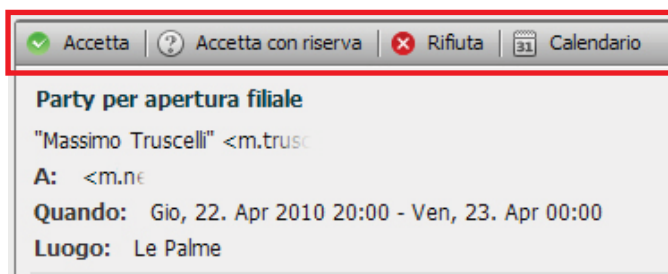 Accetta | ? Accetta con riserva | Rifiuta | 31 Calendario
Party per apertura filiale
"Massimo Truscelli" <m.trusc
A: <m.ne
Quando: Gio, 22. Apr 2010 20:00 - Ven, 23. Apr 00:00
Luogo: Le Palme